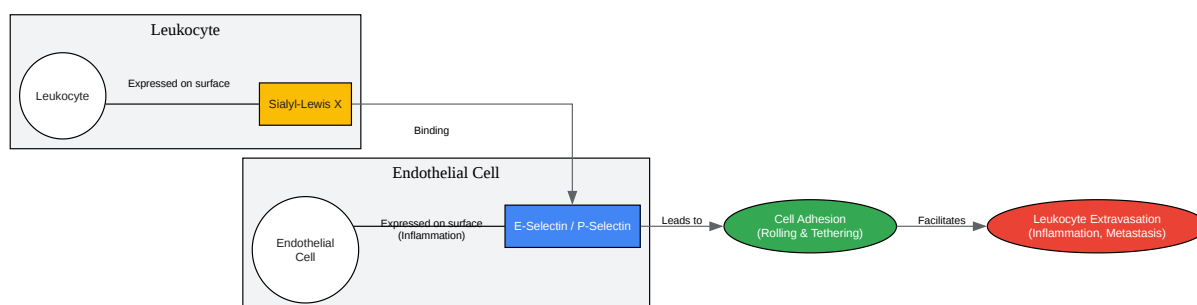 Leukocyte
Leukocyte
Expressed on surface
Sialyl-Lewis X
Binding
Endothelial Cell
Endothelial
Cell
Expressed on surface
(Inflammation)
E-Selectin / P-Selectin
Leads to
Cell Adhesion
(Rolling & Tethering)
Facilitates
Leukocyte Extravasation
(Inflammation, Metastasis)